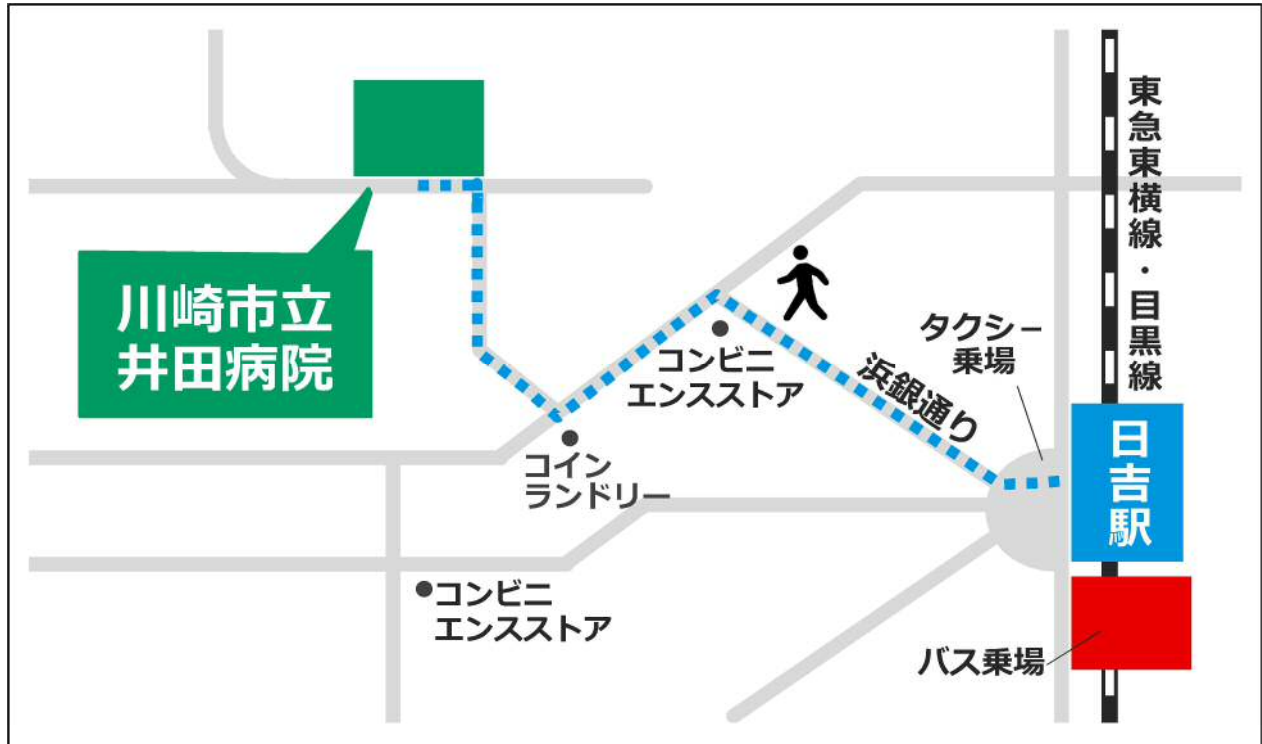 東急東横線・目黒線
川崎市立
井田病院
タクシー
乗場
コンビニ
エンスストア
浜銀通り
日吉駅
コイン
ランドリー
コンビニ
エンスストア
バス乗場